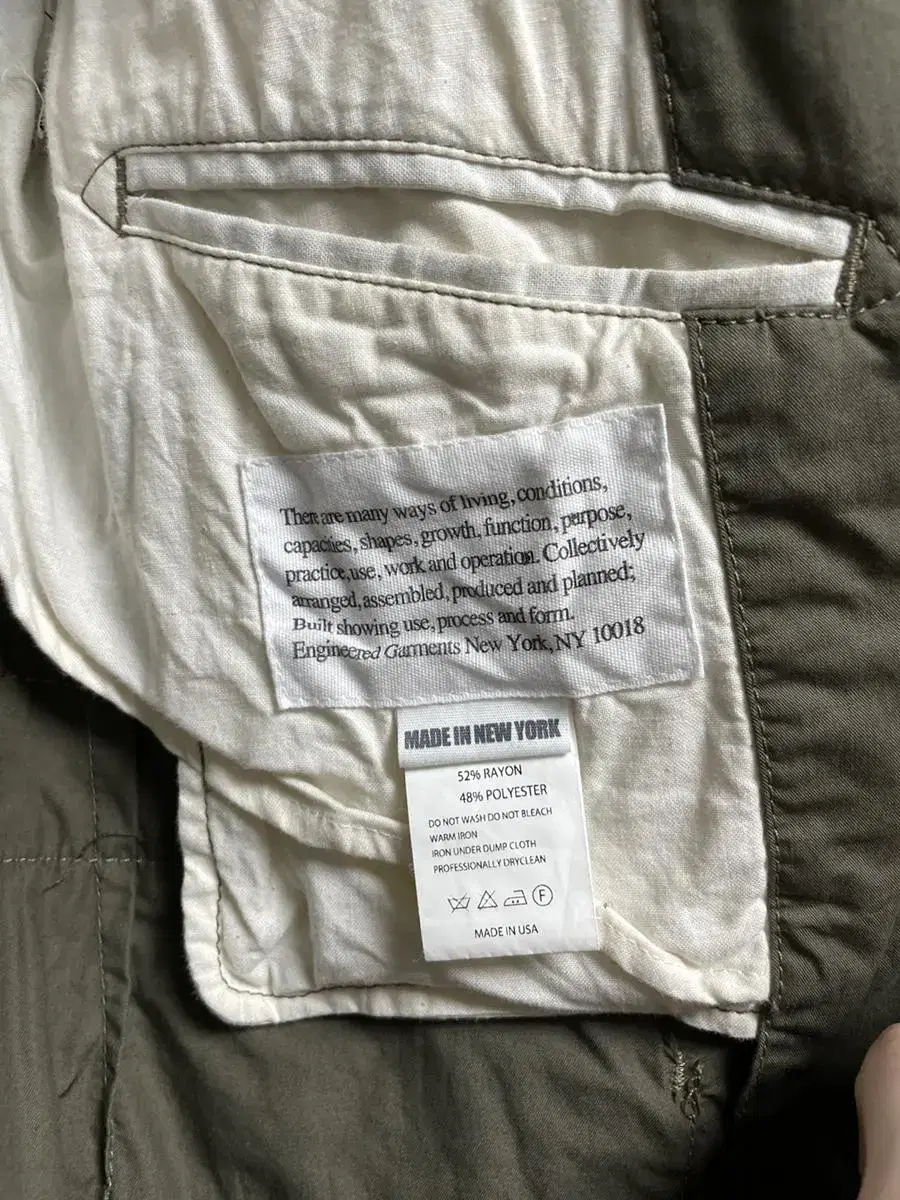 There are many ways of living, conditions,
capacties, shapes, growth, function, purpose,
practice, use, work and operation. Collectively
arranged, assembled, produced and planned;
Built showing use, process and form.
Engineered Garments New York, NY 10018
MADE IN NEW YORK
52% RAYON
48% POLYESTER
DO NOT WASH DO NOT BLEACH
WARM IRON
IRON UNDER DUMP CLOTH
PROFESSIONALLY DRYCLEAN
F
MADE IN USA